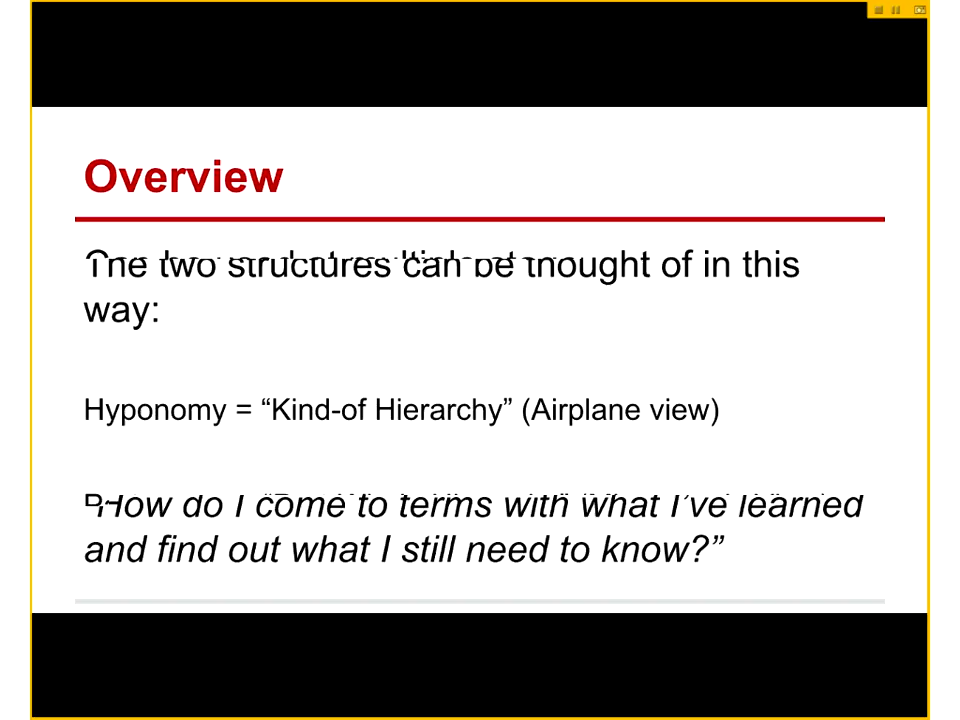 Overview
The two structures can be thought of in this
way:
Hyponomy = “Kind-of Hierarchy” (Airplane view)
“How do I come to terms with what I’ve learned
and find out what I still need to know?”